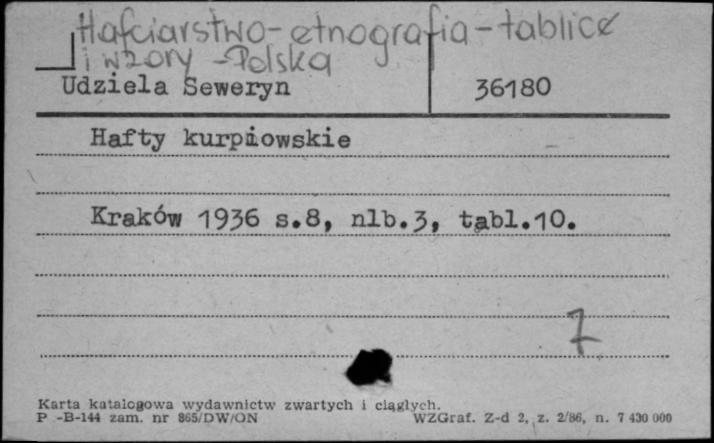 Hafciarstwo-etnografia-tablice
i wzory -Polska
Udziela Seweryn 36180
Hafty kurpiowskie
Kraków 1936 s.8, nlb.3, tabl.10.
7
Karta katalogowa wydawnictw zwartych i ciągłych.
P -B-144 zam. nr 865/DW/ON WZGraf. Z-d 2, z. 2/86, n. 7 430 000